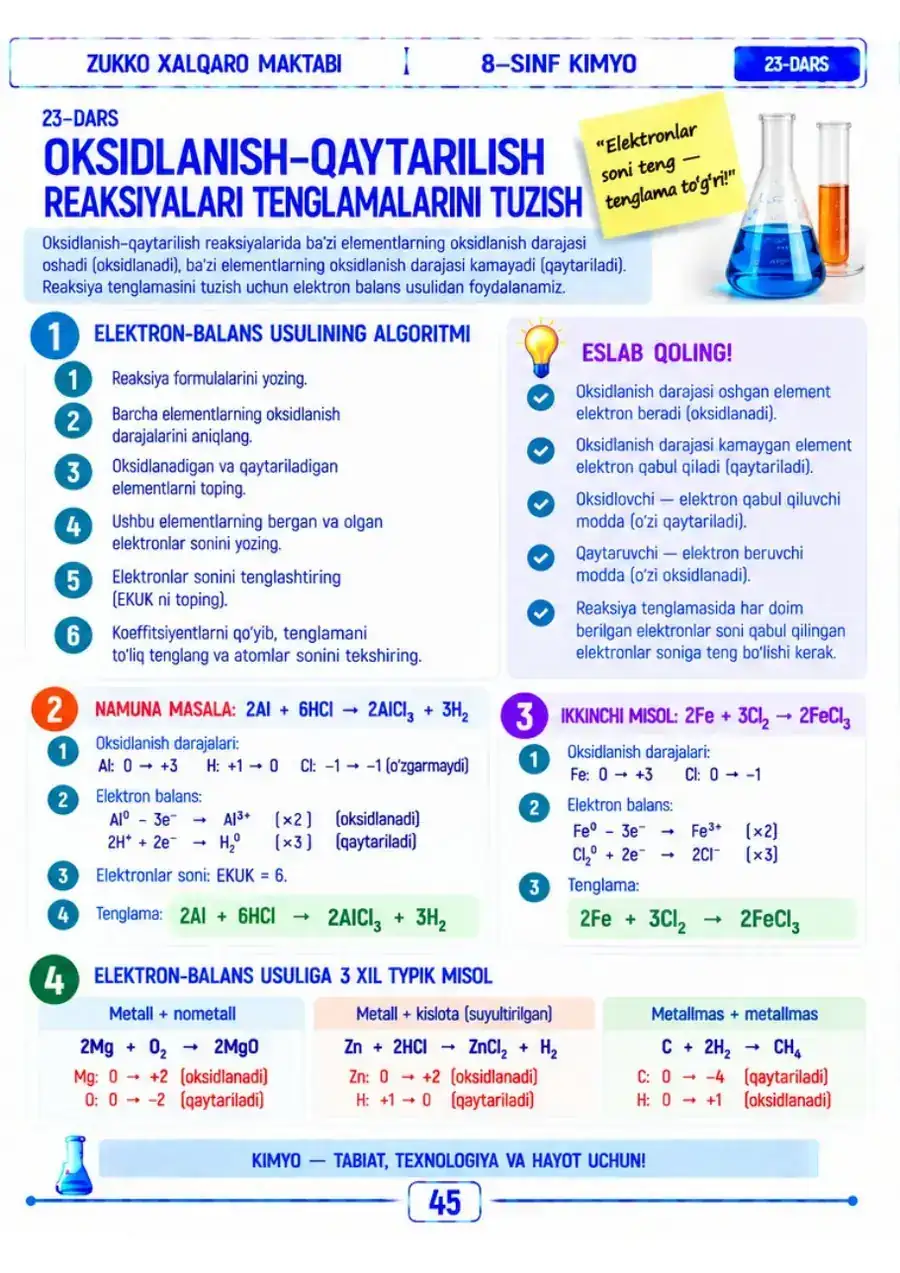 ZUKKO XALQARO MAKTABI
8–SINF KIMYO
23-DARS
23–DARS
OKSIDLANISH–QAYTARILISH
REAKSIYALARI TENGLAMALARINI TUZISH
“Elektronlar
soni teng —
tenglama to‘g‘ri!”
Oksidlanish–qaytarilish reaksiyalarida ba’zi elementlarning oksidlanish darajasi
oshadi (oksidlanadi), ba’zi elementlarning oksidlanish darajasi kamayadi (qaytariladi).
Reaksiya tenglamasini tuzish uchun elektron balans usulidan foydalanamiz.
1 ELEKTRON-BALANS USULINING ALGORITMI
1 Reaksiya formulalarini yozing.
2 Barcha elementlarning oksidlanish
darajalarini aniqlang.
3 Oksidlanadigan va qaytariladigan
elementlarni toping.
4 Ushbu elementlarning bergan va olgan
elektronlar sonini yozing.
5 Elektronlar sonini tenglashtiring
(EKUK ni toping).
6 Koeffitsiyentlarni qo‘yib, tenglamani
to‘liq tenglang va atomlar sonini tekshiring.
ESLAB QOLING!
Oksidlanish darajasi oshgan element
elektron beradi (oksidlanadi).
Oksidlanish darajasi kamaygan element
elektron qabul qiladi (qaytariladi).
Oksidlovchi — elektron qabul qiluvchi
modda (o‘zi qaytariladi).
Qaytaruvchi — elektron beruvchi
modda (o‘zi oksidlanadi).
Reaksiya tenglamasida har doim
berilgan elektronlar soni qabul qilingan
elektronlar soniga teng bo‘lishi kerak.
2 NAMUNA MASALA: 2Al + 6HCl → 2AlCl₃ + 3H₂
1 Oksidlanish darajalari:
Al: 0 → +3 H: +1 → 0 Cl: −1 → −1 (o‘zgarmaydi)
2 Elektron balans:
Al⁰ − 3e⁻ → Al³⁺ (×2) (oksidlanadi)
2H⁺ + 2e⁻ → H₂⁰ (×3) (qaytariladi)
3 Elektronlar soni: EKUK = 6.
4 Tenglama: 2Al + 6HCl → 2AlCl₃ + 3H₂
3 IKKINCHI MISOL: 2Fe + 3Cl₂ → 2FeCl₃
1 Oksidlanish darajalari:
Fe: 0 → +3 Cl: 0 → −1
2 Elektron balans:
Fe⁰ − 3e⁻ → Fe³⁺ (×2)
Cl₂⁰ + 2e⁻ → 2Cl⁻ (×3)
3 Tenglama:
2Fe + 3Cl₂ → 2FeCl₃
4 ELEKTRON-BALANS USULIGA 3 XIL TYPIK MISOL
Metall + nometall
2Mg + O₂ → 2MgO
Mg: 0 → +2 (oksidlanadi)
O: 0 → −2 (qaytariladi)
Metall + kislota (suyultirilgan)
Zn + 2HCl → ZnCl₂ + H₂
Zn: 0 → +2 (oksidlanadi)
H: +1 → 0 (qaytariladi)
Metallmas + metallmas
C + 2H₂ → CH₄
C: 0 → −4 (qaytariladi)
H: 0 → +1 (oksidlanadi)
KIMYO — TABIAT, TEXNOLOGIYA VA HAYOT UCHUN!
45